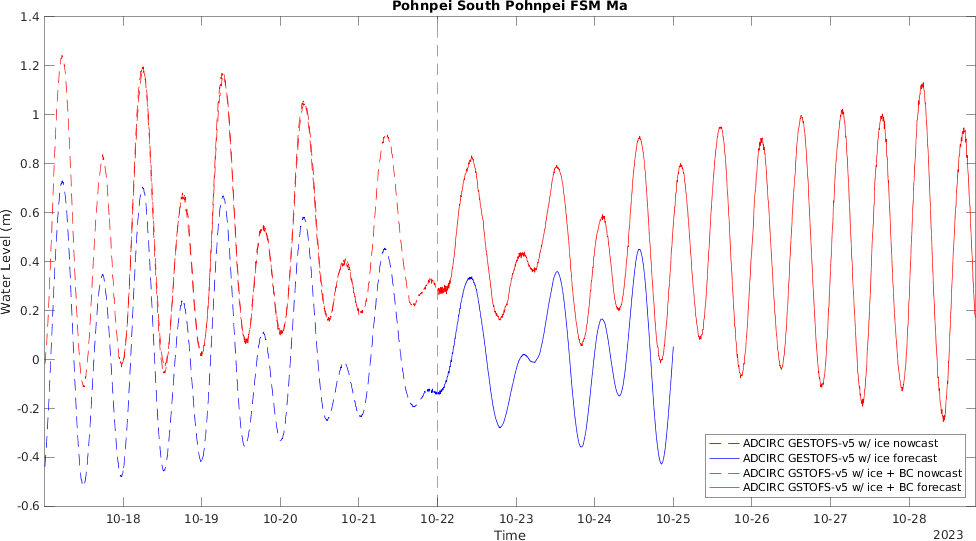 Pohnpei South Pohnpei FSM Ma
1.4
1.2
1
0.8
0.6
0.4
0.2
0
-0.2
-0.4
-0.6
Water Level (m)
ADCIRC GESTOFS-v5 w/ ice nowcast
ADCIRC GESTOFS-v5 w/ ice forecast
ADCIRC GSTOFS-v5 w/ ice + BC nowcast
ADCIRC GSTOFS-v5 w/ ice + BC forecast
10-18 10-19 10-20 10-21 10-22 10-23 10-24 10-25 10-26 10-27 10-28
Time
2023